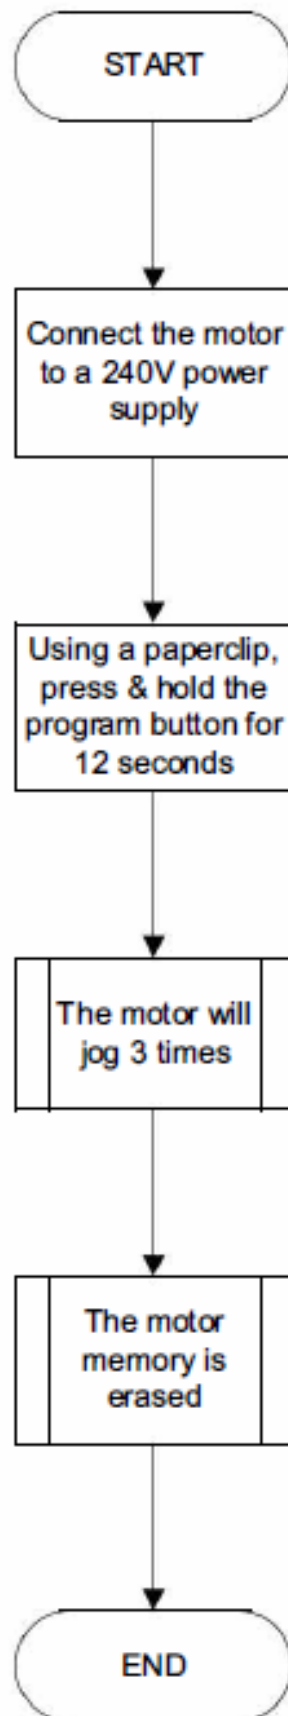 START
Connect the motor
to a 240V power
supply
Using a paperclip,
press & hold the
program button for
12 seconds
The motor will
jog 3 times
The motor
memory is
erased
END